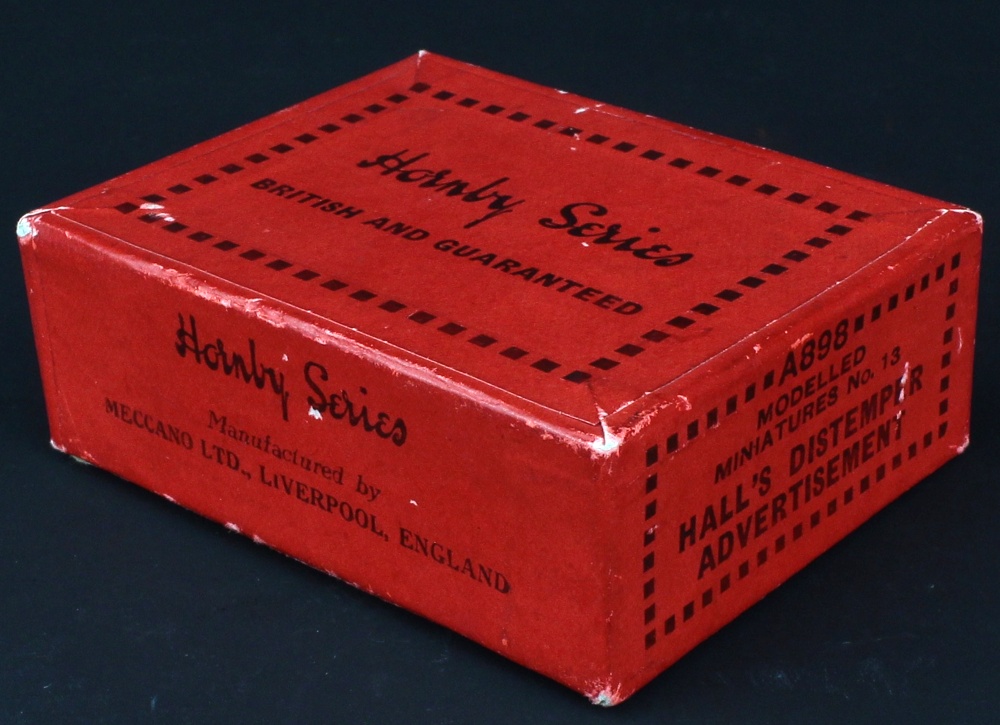 Hornby Series
BRITISH AND GUARANTEED
Hornby Series
Manufactured by
MECCANO LTD., LIVERPOOL, ENGLAND
A898
MODELLED
MINIATURES No. 13
HALL'S DISTEMPER
ADVERTISEMENT